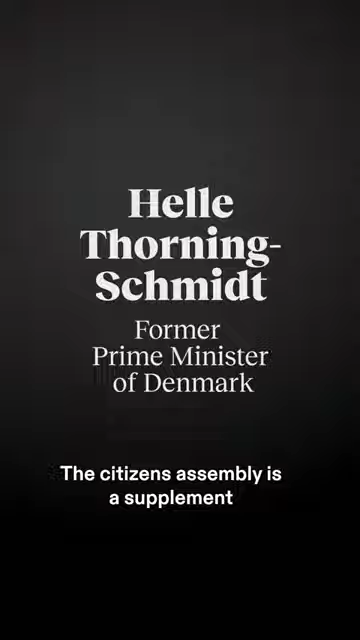 Helle
Thorning-
Schmidt
Former
Prime Minister
of Denmark
The citizens assembly is
a supplement